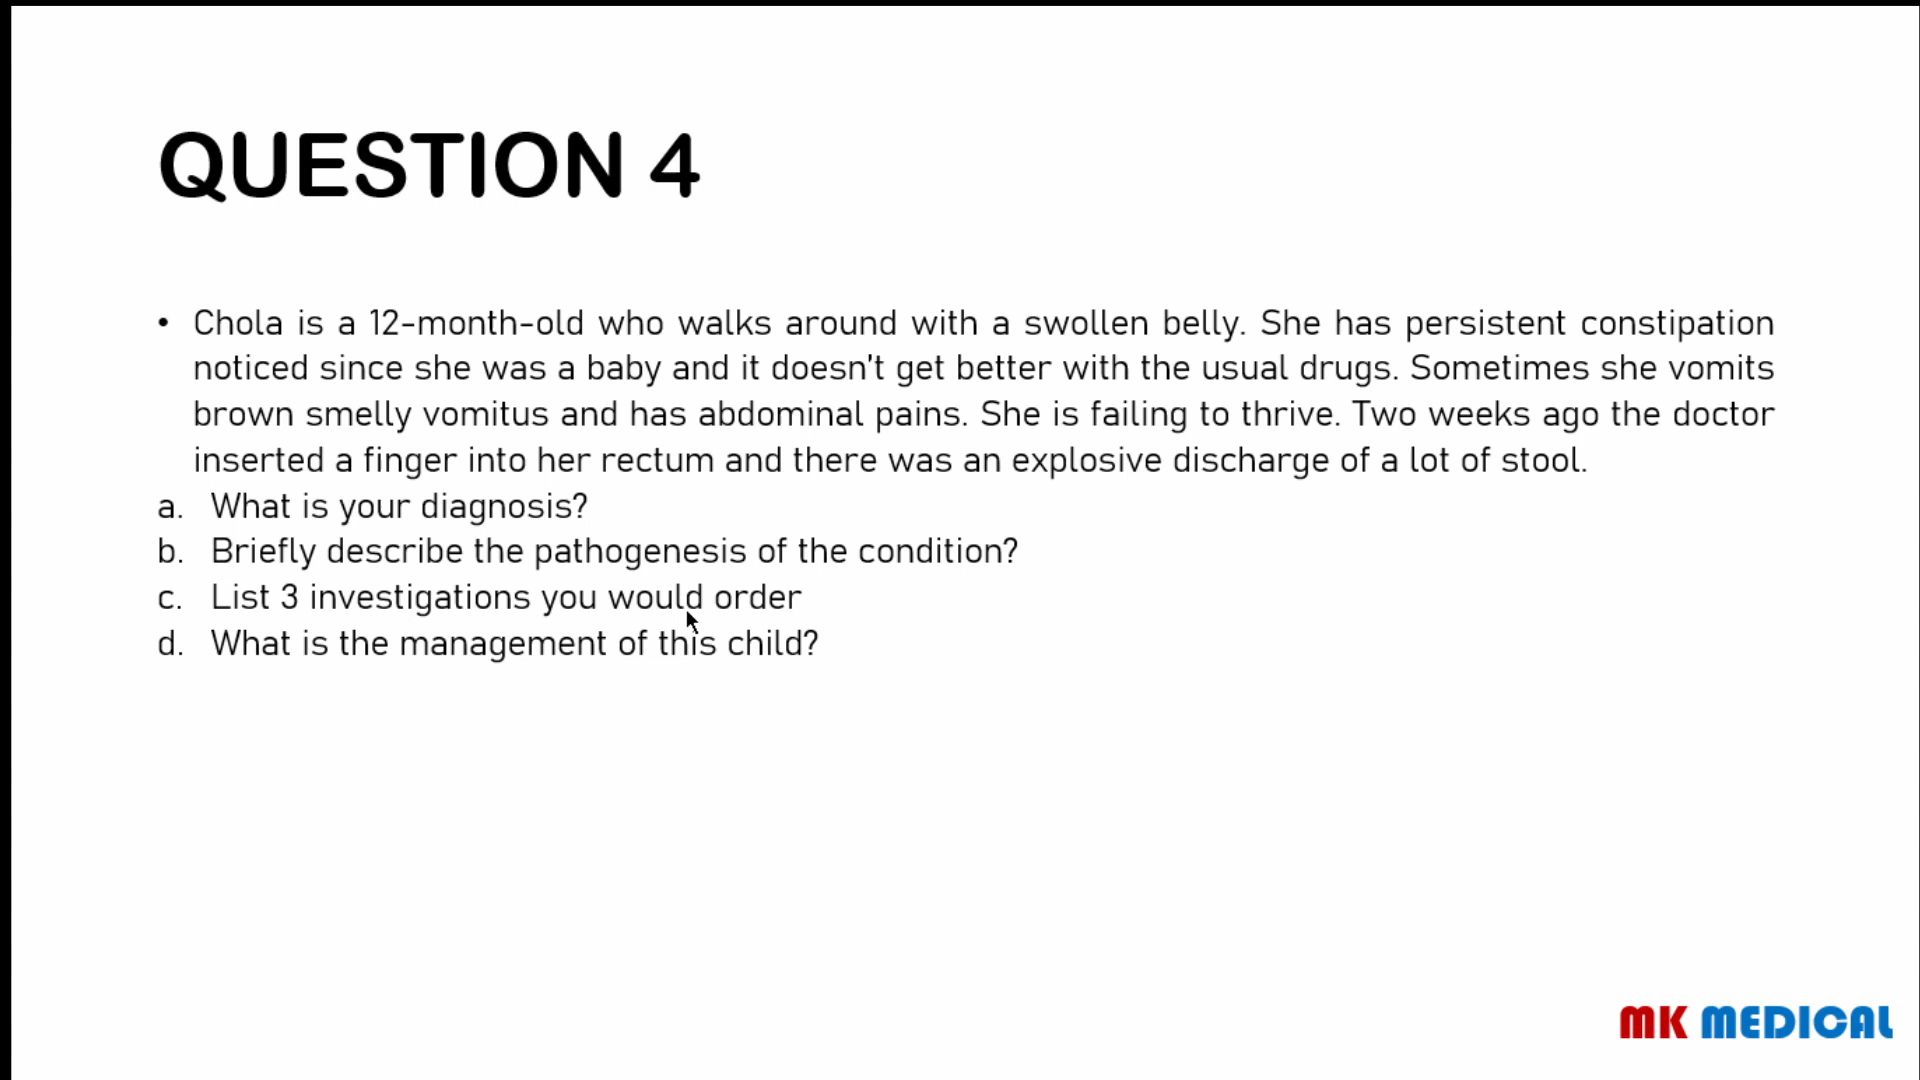 QUESTION 4
• Chola is a 12-month-old who walks around with a swollen belly. She has persistent constipation
noticed since she was a baby and it doesn't get better with the usual drugs. Sometimes she vomits
brown smelly vomitus and has abdominal pains. She is failing to thrive. Two weeks ago the doctor
inserted a finger into her rectum and there was an explosive discharge of a lot of stool.
a. What is your diagnosis?
b. Briefly describe the pathogenesis of the condition?
c. List 3 investigations you would order
d. What is the management of this child?
MK MEDICAL